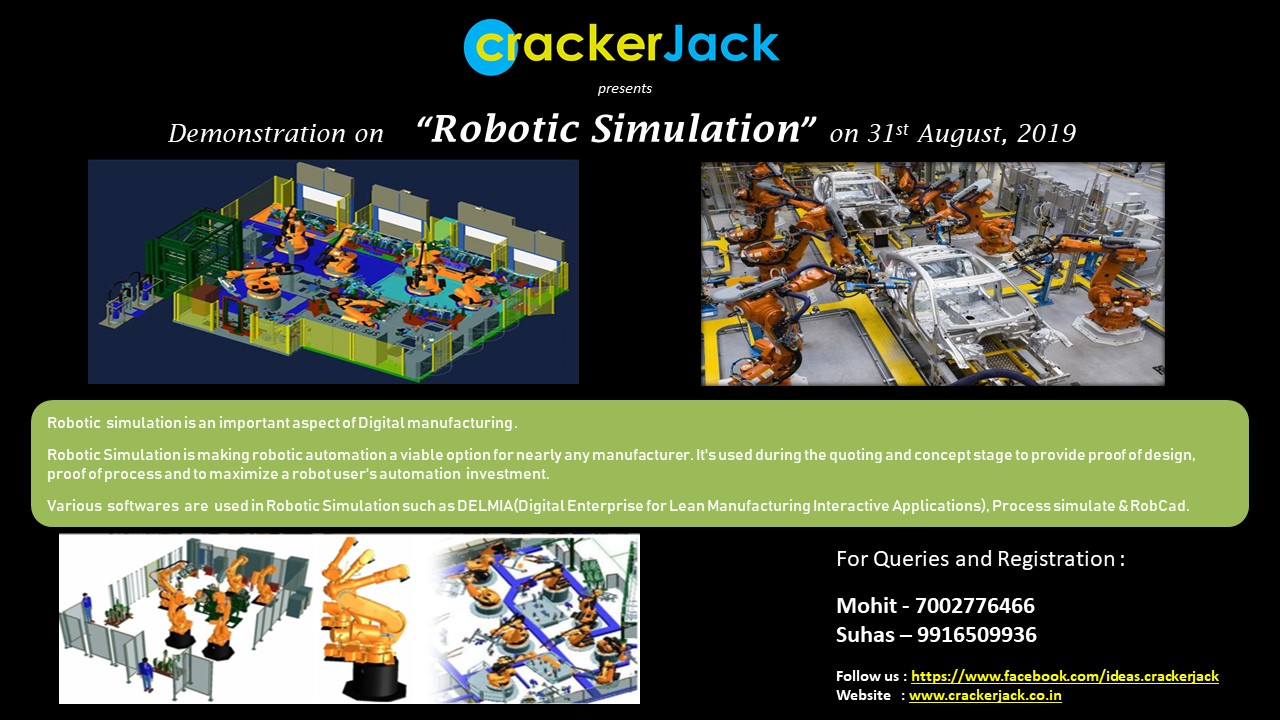 crackerJack
presents
Demonstration on “Robotic Simulation” on 31st August, 2019
Robotic simulation is an important aspect of Digital manufacturing.
Robotic Simulation is making robotic automation a viable option for nearly any manufacturer. It's used during the quoting and concept stage to provide proof of design,
proof of process and to maximize a robot user's automation investment.
Various softwares are used in Robotic Simulation such as DELMIA(Digital Enterprise for Lean Manufacturing Interactive Applications), Process simulate & RobCad.
For Queries and Registration :
Mohit - 7002776466
Suhas – 9916509936
Follow us : https://www.facebook.com/ideas.crackerjack
Website : www.crackerjack.co.in